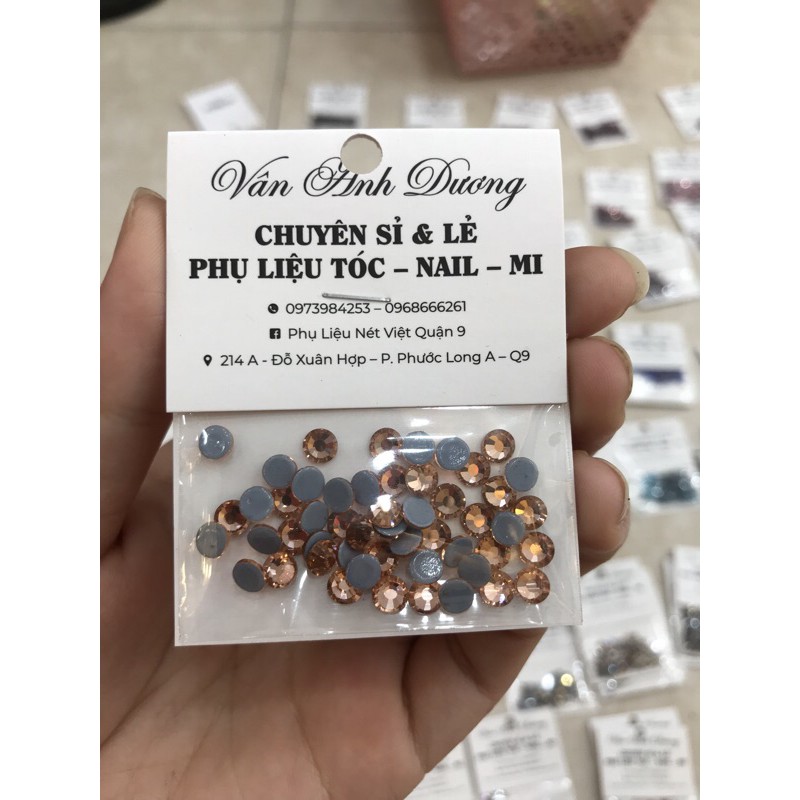 Vân Anh Dương
CHUYÊN SỈ & LẺ
PHỤ LIỆU TÓC – NAIL – MI
0973984253 – 0968666261
Phụ Liệu Nét Việt Quận 9
214 A - Đỗ Xuân Hợp – P. Phước Long A – Q9